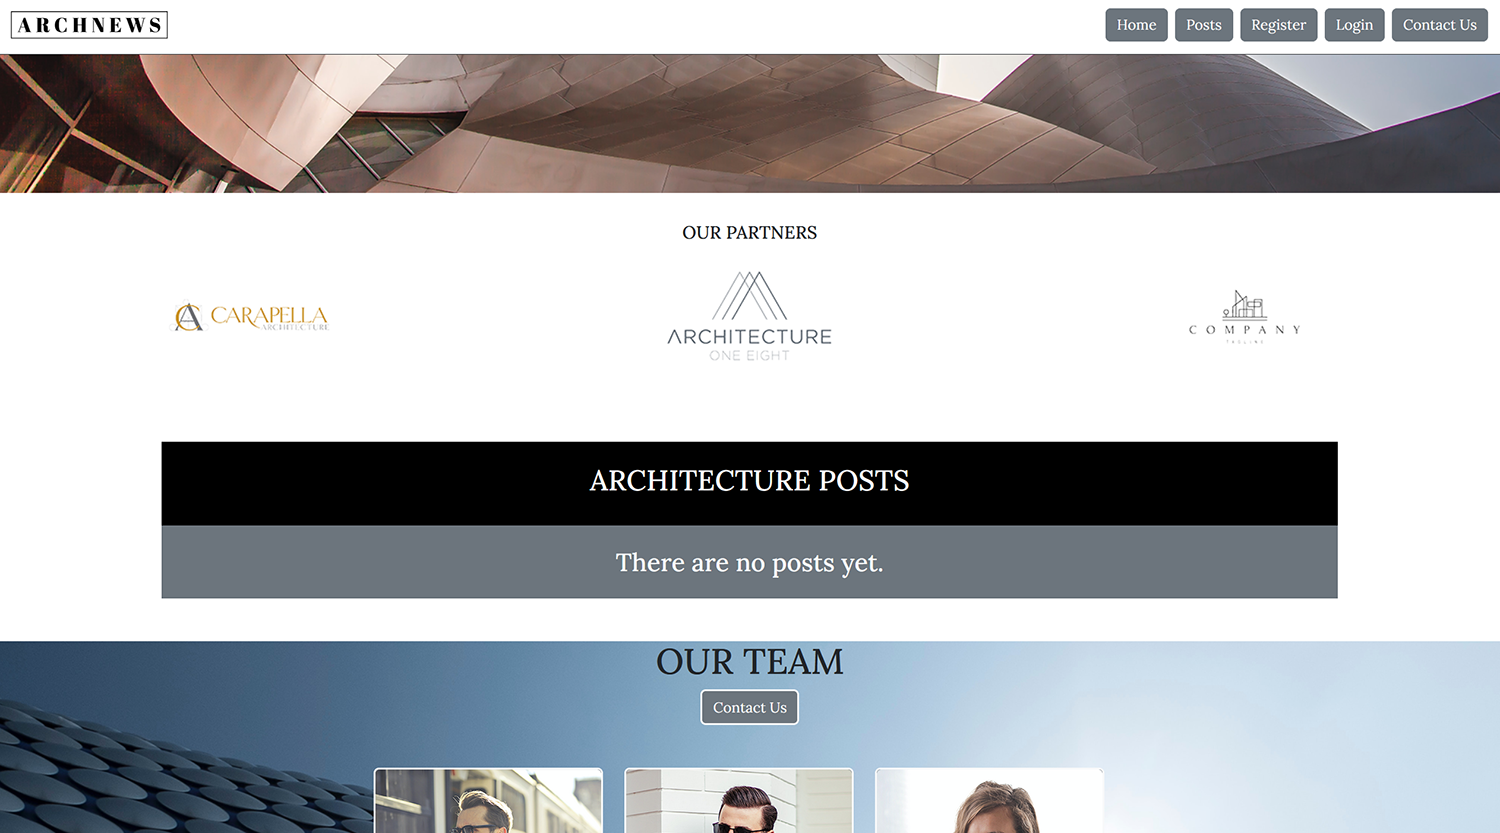 ARCHNEWS
Home
Posts
Register
Login
Contact Us
OUR PARTNERS
CARAPELLA
ARCHITECTURE
ARCHITECTURE
ONE EIGHT
COMPANY
TAGLINE
ARCHITECTURE POSTS
There are no posts yet.
OUR TEAM
Contact Us